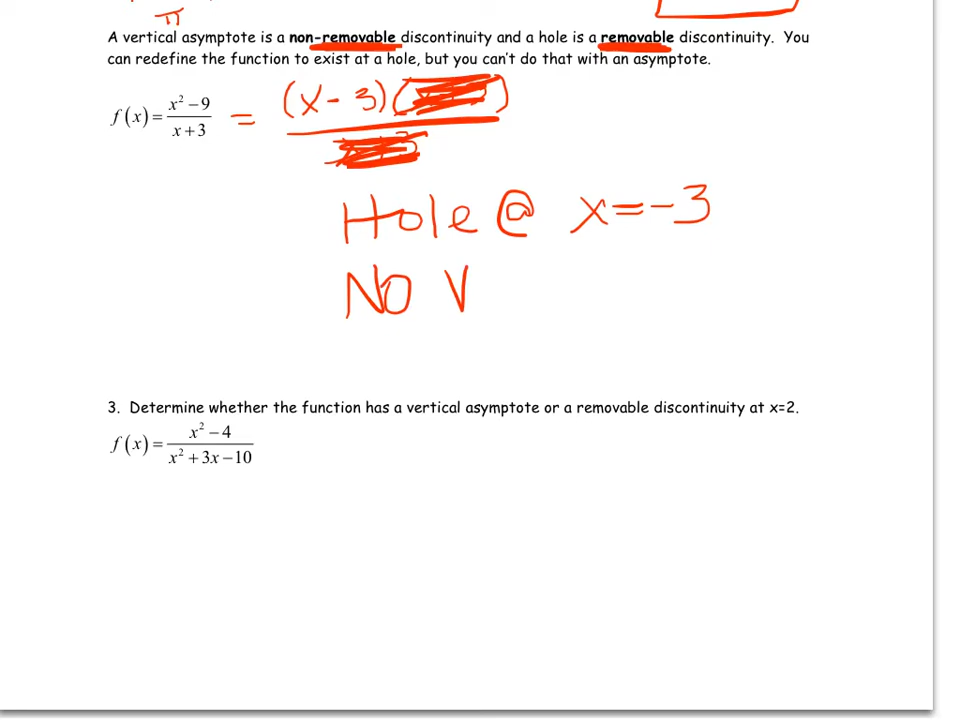 π
A vertical asymptote is a non-removable discontinuity and a hole is a removable discontinuity. You
can redefine the function to exist at a hole, but you can't do that with an asymptote.
f(x) = (x² − 9)/(x + 3) = (x − 3)( )
Hole @ x = −3
No V
3. Determine whether the function has a vertical asymptote or a removable discontinuity at x=2.
f(x) = (x² − 4)/(x² + 3x − 10)